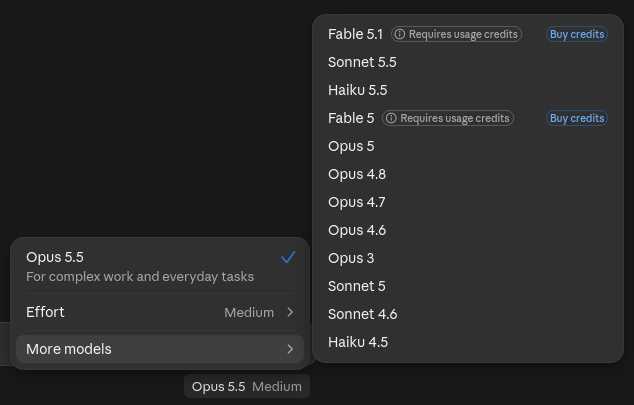 Fable 5.1 Requires usage credits Buy credits
Sonnet 5.5
Haiku 5.5
Fable 5 Requires usage credits Buy credits
Opus 5
Opus 4.8
Opus 4.7
Opus 4.6
Opus 3
Sonnet 5
Sonnet 4.6
Haiku 4.5
Opus 5.5
For complex work and everyday tasks
Effort Medium
More models
Opus 5.5 Medium